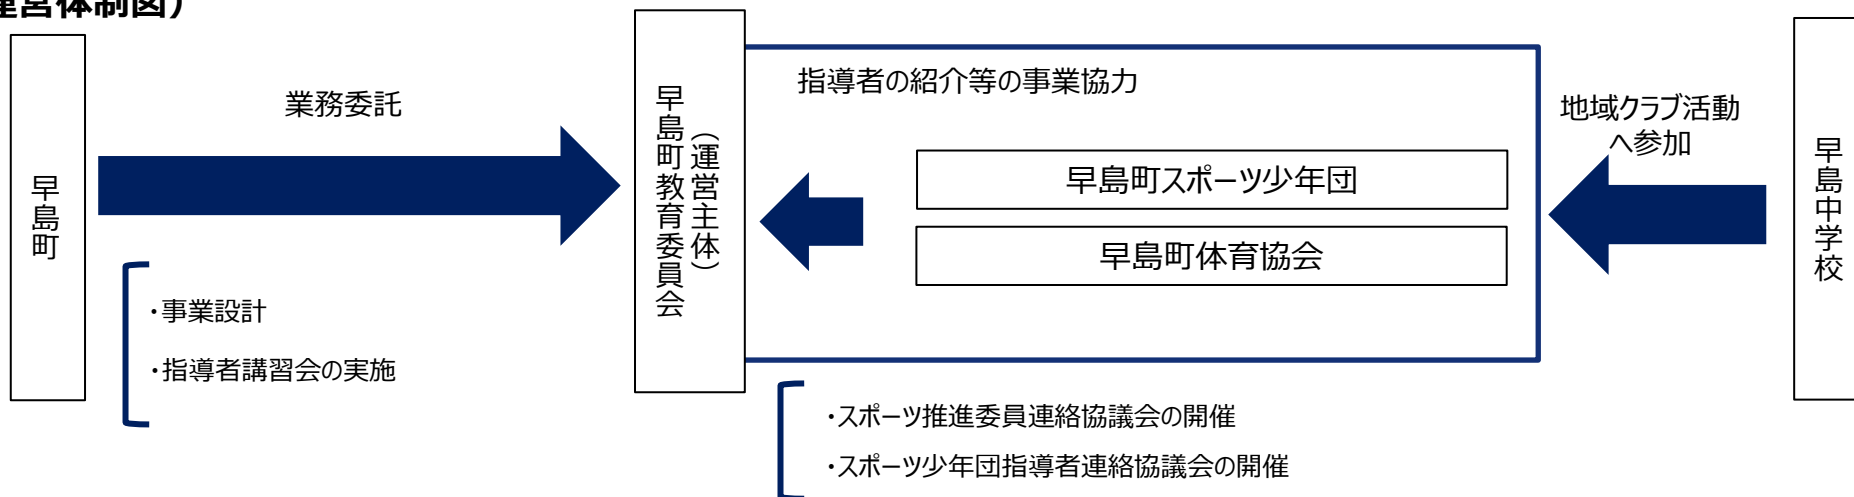 運営体制図）
早島町
業務委託
・事業設計
・指導者講習会の実施
早島町教育委員会
（運営主体）
指導者の紹介等の事業協力
早島町スポーツ少年団
早島町体育協会
・スポーツ推進委員連絡協議会の開催
・スポーツ少年団指導者連絡協議会の開催
地域クラブ活動
へ参加
早島中学校